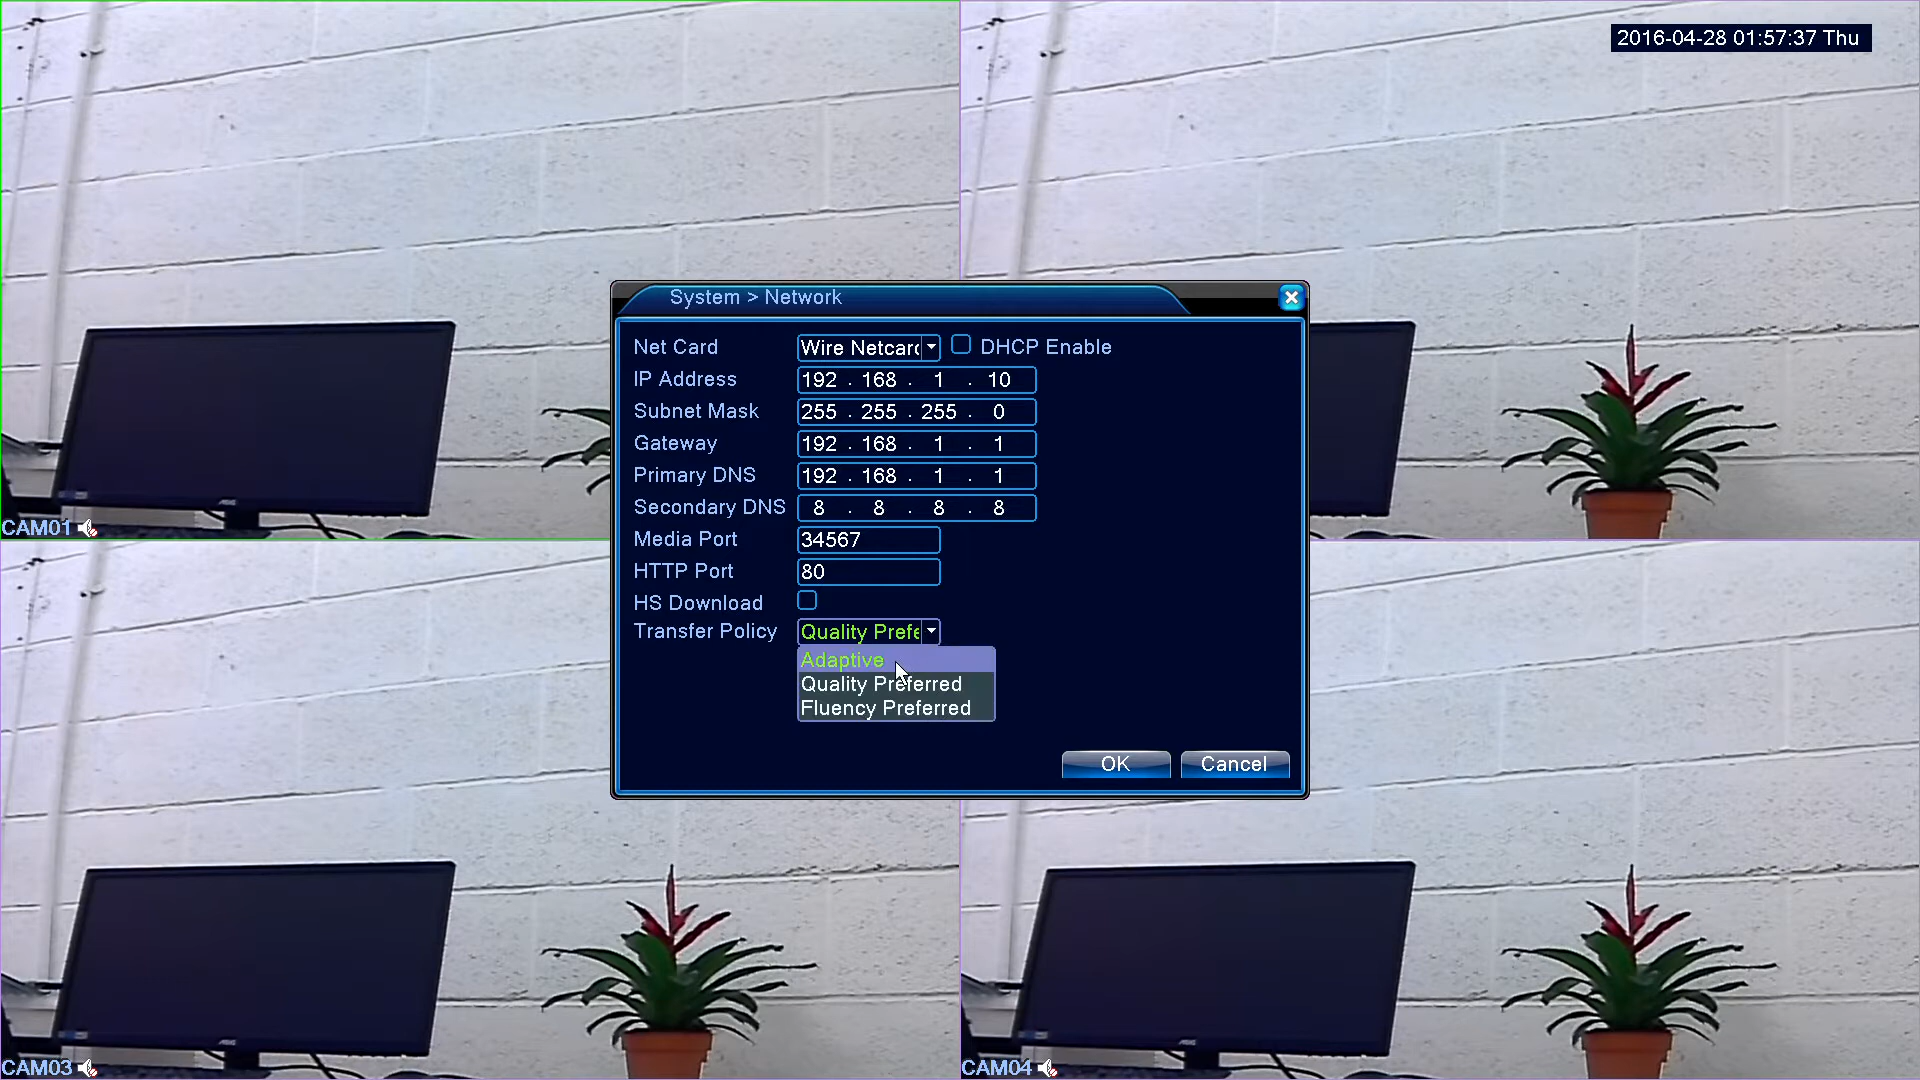 2016-04-28 01:57:37 Thu
System > Network
Net Card Wire Netcard DHCP Enable
IP Address 192 . 168 . 1 . 10
Subnet Mask 255 . 255 . 255 . 0
Gateway 192 . 168 . 1 . 1
Primary DNS 192 . 168 . 1 . 1
Secondary DNS 8 . 8 . 8 . 8
Media Port 34567
HTTP Port 80
HS Download
Transfer Policy Quality Prefe
Adaptive
Quality Preferred
Fluency Preferred
OK Cancel
CAM01
CAM03
CAM04